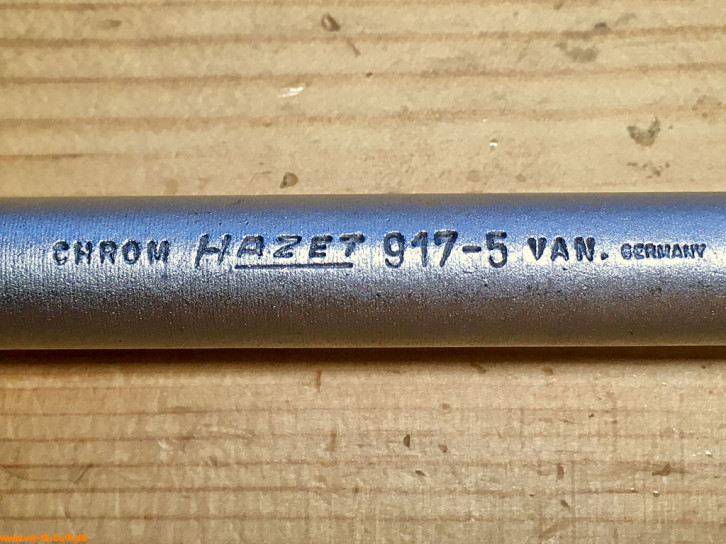 CHROM HAZET 917-5 VAN. GERMANY